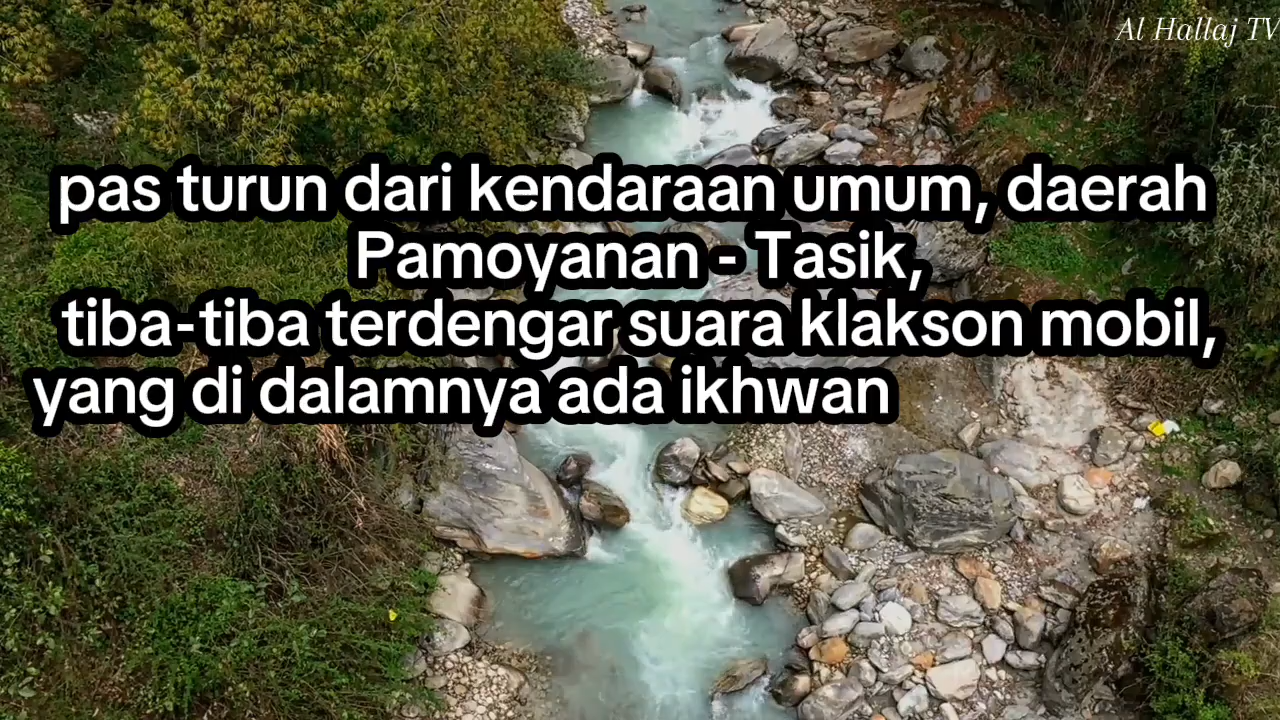 Al Hallaj TV
pas turun dari kendaraan umum, daerah
Pamoyanan - Tasik,
tiba-tiba terdengar suara klakson mobil,
yang di dalamnya ada ikhwan